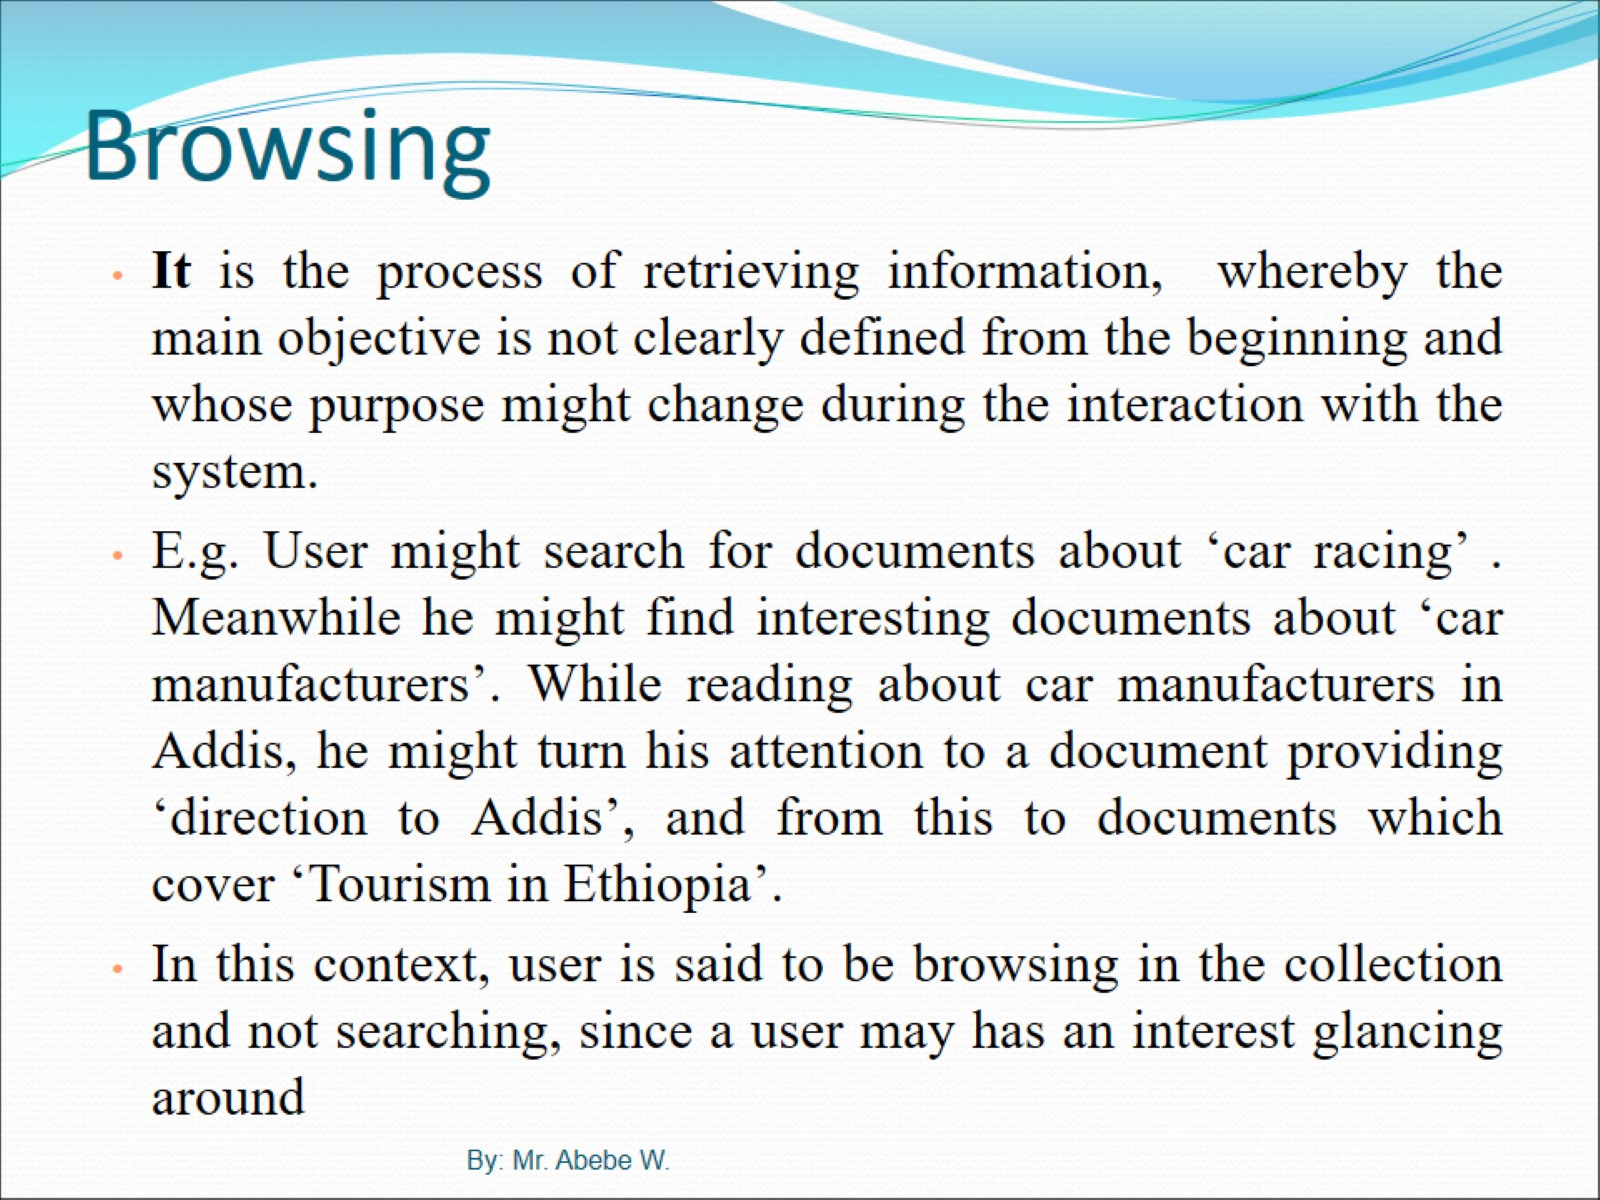 Browsing
• It is the process of retrieving information, whereby the
main objective is not clearly defined from the beginning and
whose purpose might change during the interaction with the
system.
• E.g. User might search for documents about ‘car racing’ .
Meanwhile he might find interesting documents about ‘car
manufacturers’. While reading about car manufacturers in
Addis, he might turn his attention to a document providing
‘direction to Addis’, and from this to documents which
cover ‘Tourism in Ethiopia’.
• In this context, user is said to be browsing in the collection
and not searching, since a user may has an interest glancing
around
By: Mr. Abebe W.